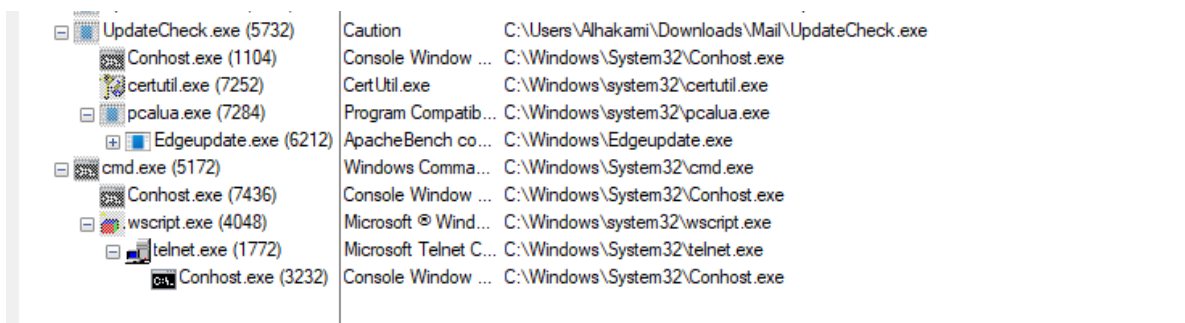 UpdateCheck.exe (5732) Caution C:\Users\Alhakami\Downloads\Mail\UpdateCheck.exe
Conhost.exe (1104) Console Window ... C:\Windows\System32\Conhost.exe
certutil.exe (7252) CertUtil.exe C:\Windows\system32\certutil.exe
pcalua.exe (7284) Program Compatib... C:\Windows\system32\pcalua.exe
Edgeupdate.exe (6212) ApacheBench co... C:\Windows\Edgeupdate.exe
cmd.exe (5172) Windows Comma... C:\Windows\System32\cmd.exe
Conhost.exe (7436) Console Window ... C:\Windows\System32\Conhost.exe
wscript.exe (4048) Microsoft ® Wind... C:\Windows\system32\wscript.exe
telnet.exe (1772) Microsoft Telnet C... C:\Windows\System32\telnet.exe
Conhost.exe (3232) Console Window ... C:\Windows\System32\Conhost.exe